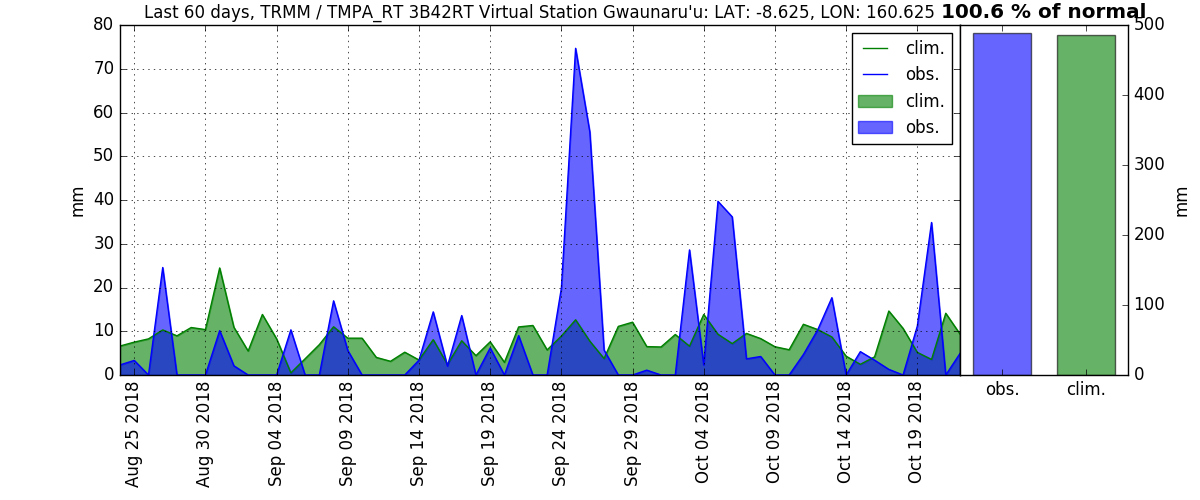 Last 60 days, TRMM / TMPA_RT 3B42RT Virtual Station Gwaunaru'u: LAT: -8.625, LON: 160.625 100.6 % of normal
80
70
60
50
40
30
20
10
0
mm
clim.
obs.
clim.
obs.
500
400
300
200
100
0
mm
obs.
clim.
Aug 25 2018
Aug 30 2018
Sep 04 2018
Sep 09 2018
Sep 14 2018
Sep 19 2018
Sep 24 2018
Sep 29 2018
Oct 04 2018
Oct 09 2018
Oct 14 2018
Oct 19 2018